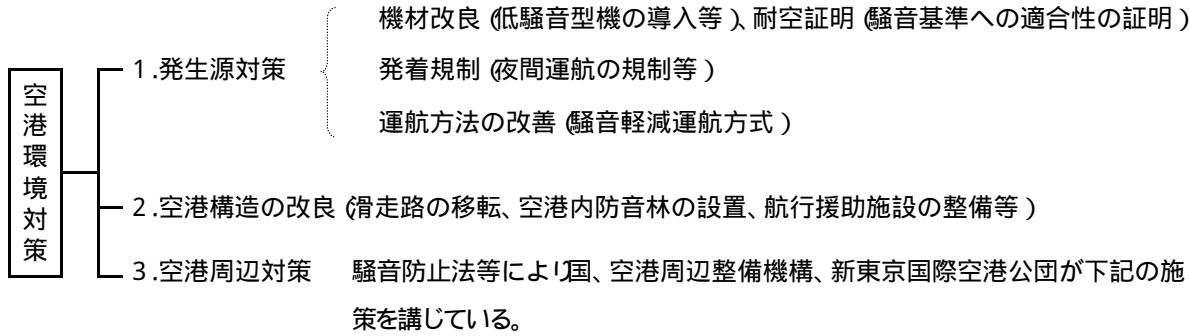 機材改良(低騒音型機の導入等)、耐空証明(騒音基準への適合性の証明)
1.発生源対策
発着規制(夜間運航の規制等)
運航方法の改善(騒音軽減運航方式)
空港環境対策
2.空港構造の改良(滑走路の移転、空港内防音林の設置、航行援助施設の整備等)
3.空港周辺対策 騒音防止法等により国、空港周辺整備機構、新東京国際空港公団が下記の施
策を講じている。